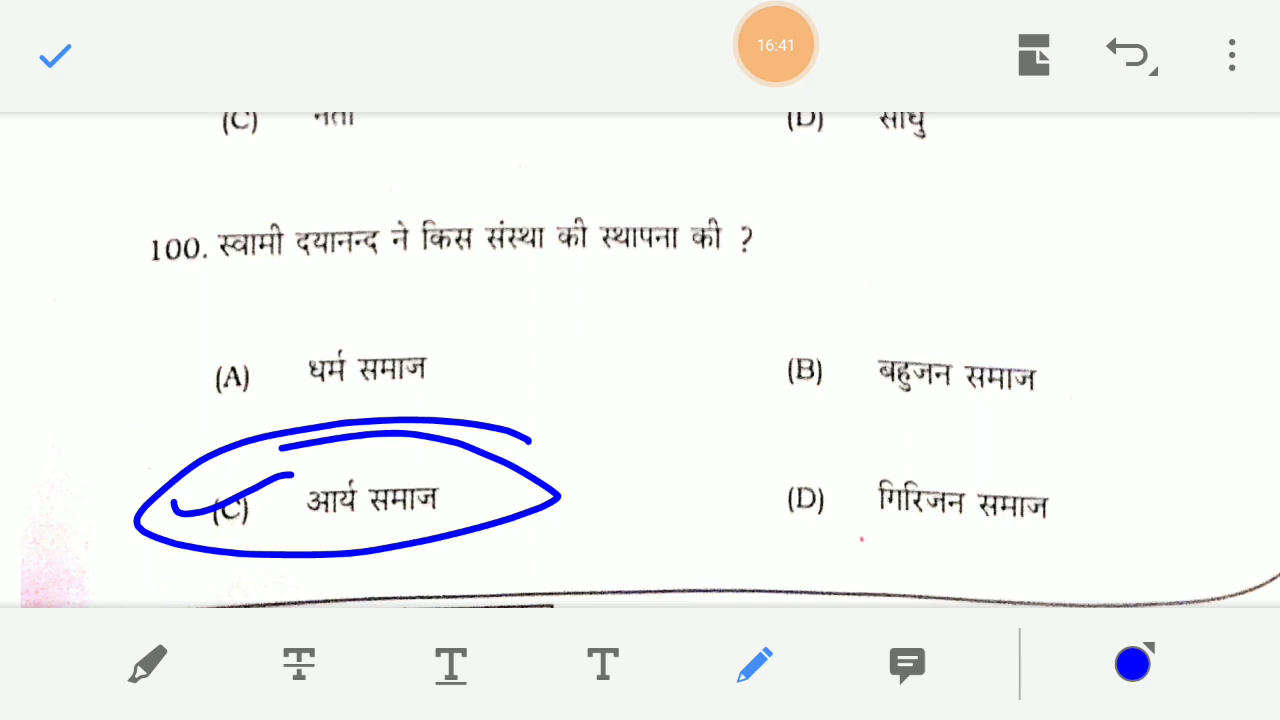 16:41
(C) नेता (D) साधु
100. स्वामी दयानन्द ने किस संस्था की स्थापना की ?
(A) धर्म समाज (B) बहुजन समाज
(C) आर्य समाज (D) गिरिजन समाज